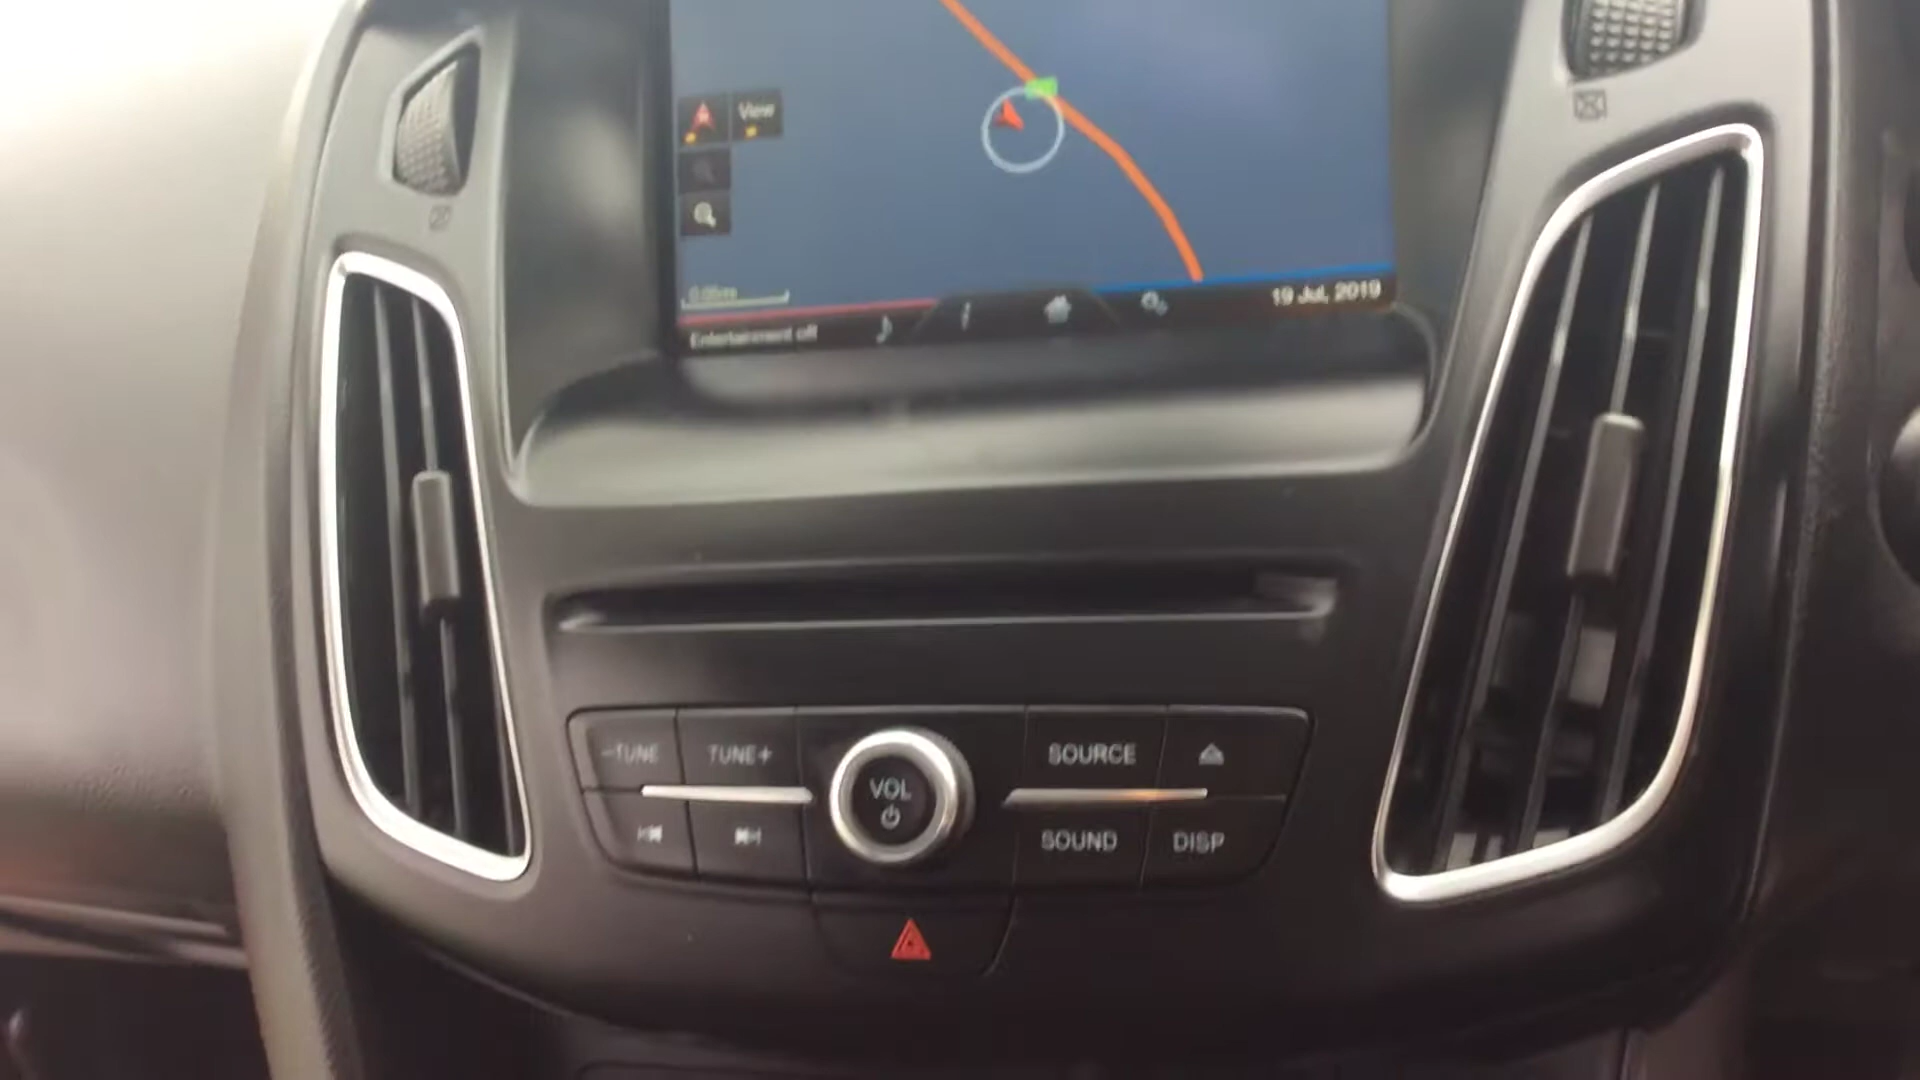 View
19 Jul, 2019
Entertainment off
-TUNE
TUNE+
VOL
SOURCE
SOUND
DISP